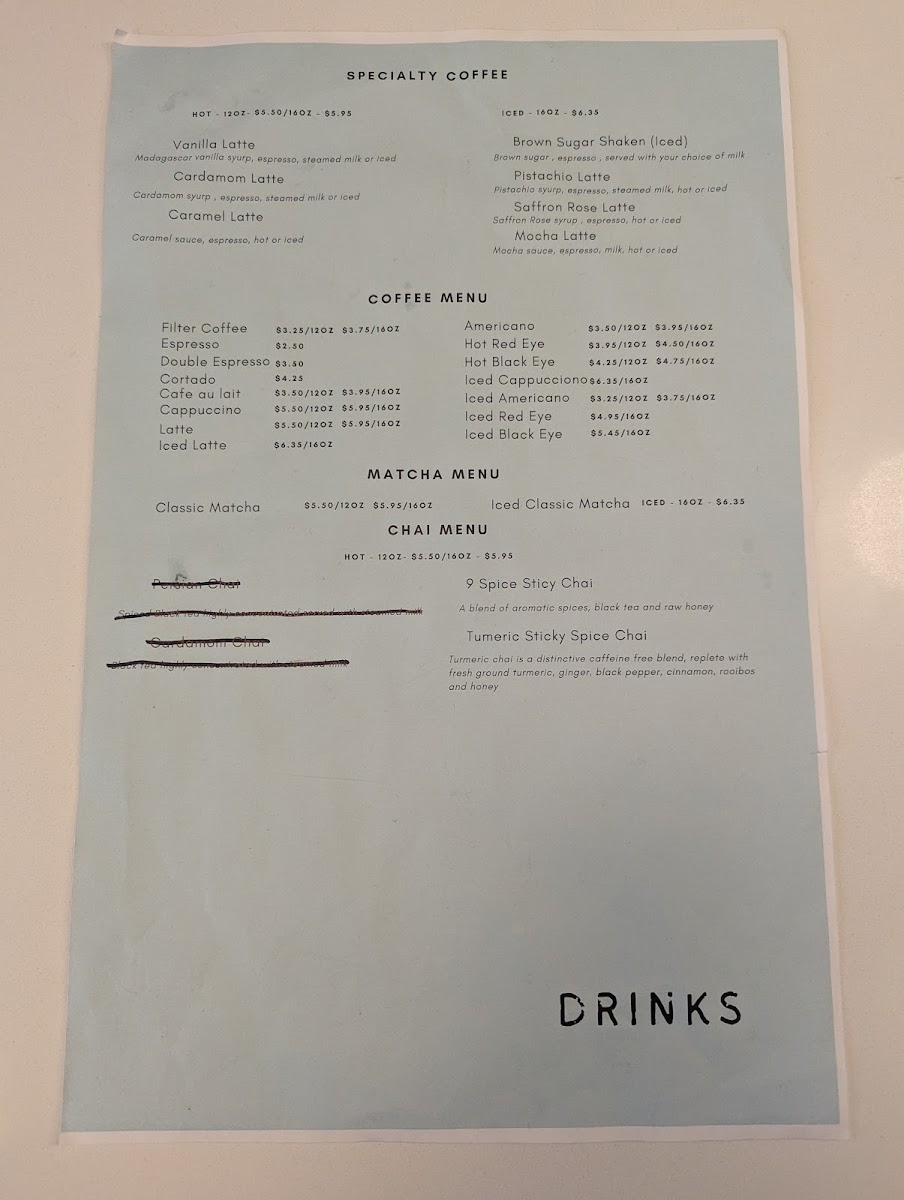 SPECIALTY COFFEE
HOT - 12OZ- $5.50/16OZ - $5.95
Vanilla Latte
Madagascar vanilla syurp, espresso, steamed milk or iced
Cardamom Latte
Cardamom syurp , espresso, steamed milk or iced
Caramel Latte
Caramel sauce, espresso, hot or iced
ICED - 16OZ - $6.35
Brown Sugar Shaken (Iced)
Brown sugar , espresso , served with your choice of milk
Pistachio Latte
Pistachio syurp, espresso, steamed milk, hot or iced
Saffron Rose Latte
Saffron Rose syrup , espresso, hot or iced
Mocha Latte
Mocha sauce, espresso, milk, hot or iced
COFFEE MENU
Filter Coffee $3.25/12OZ $3.75/16OZ
Espresso $2.50
Double Espresso $3.50
Cortado $4.25
Cafe au lait $3.50/12OZ $3.95/16OZ
Cappuccino $5.50/12OZ $5.95/16OZ
Latte $5.50/12OZ $5.95/16OZ
Iced Latte $6.35/16OZ
Americano $3.50/12OZ $3.95/16OZ
Hot Red Eye $3.95/12OZ $4.50/16OZ
Hot Black Eye $4.25/12OZ $4.75/16OZ
Iced Cappucciono $6.35/16OZ
Iced Americano $3.25/12OZ $3.75/16OZ
Iced Red Eye $4.95/16OZ
Iced Black Eye $5.45/16OZ
MATCHA MENU
Classic Matcha $5.50/12OZ $5.95/16OZ
Iced Classic Matcha ICED - 16OZ - $6.35
CHAI MENU
HOT - 12OZ- $5.50/16OZ - $5.95
Persian Chai
Spiced Black tea highly
Cardamom Chai
Black tea highly
9 Spice Sticy Chai
A blend of aromatic spices, black tea and raw honey
Tumeric Sticky Spice Chai
Turmeric chai is a distinctive caffeine free blend, replete with
fresh ground turmeric, ginger, black pepper, cinnamon, rooibos
and honey
DRINKS